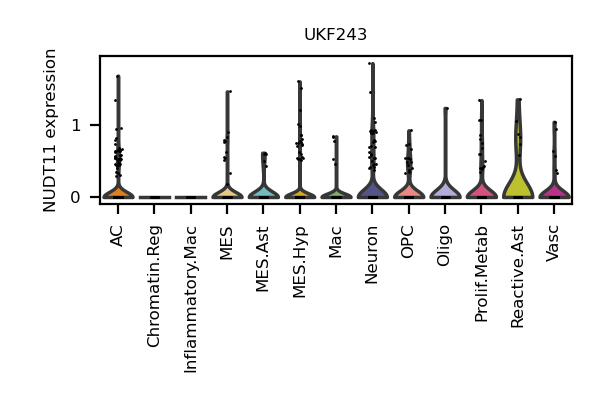 UKF243
NUDT11 expression
1
0
AC
Chromatin.Reg
Inflammatory.Mac
MES
MES.Ast
MES.Hyp
Mac
Neuron
OPC
Oligo
Prolif.Metab
Reactive.Ast
Vasc